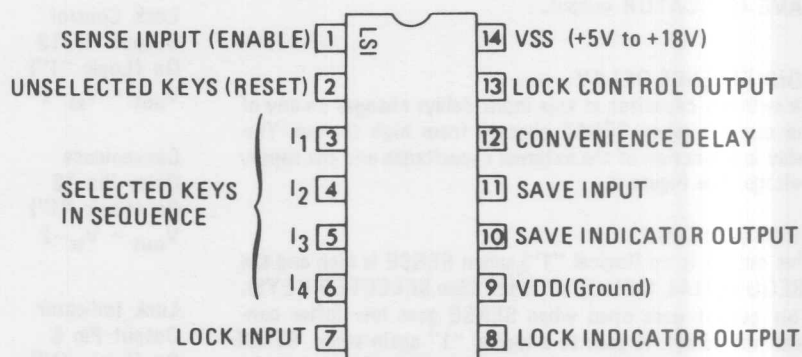 SENSE INPUT (ENABLE) 1
UNSELECTED KEYS (RESET) 2
I1 3
I2 4
I3 5
I4 6
SELECTED KEYS
IN SEQUENCE
LOCK INPUT 7
LSI
14 VSS (+5V to +18V)
13 LOCK CONTROL OUTPUT
12 CONVENIENCE DELAY
11 SAVE INPUT
10 SAVE INDICATOR OUTPUT
9 VDD(Ground)
8 LOCK INDICATOR OUTPUT